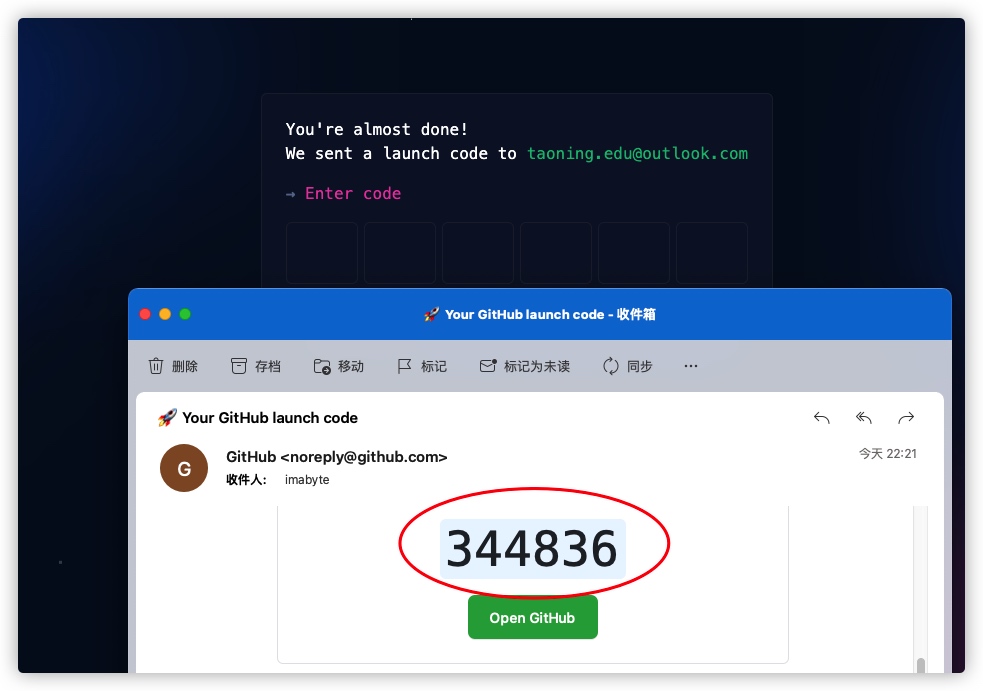 You're almost done!
We sent a launch code to taoning.edu@outlook.com
→ Enter code
🚀 Your GitHub launch code - 收件箱
删除 存档 移动 标记 标记为未读 同步 ...
🚀 Your GitHub launch code
G
GitHub <noreply@github.com>
今天 22:21
收件人: imabyte
344836
Open GitHub